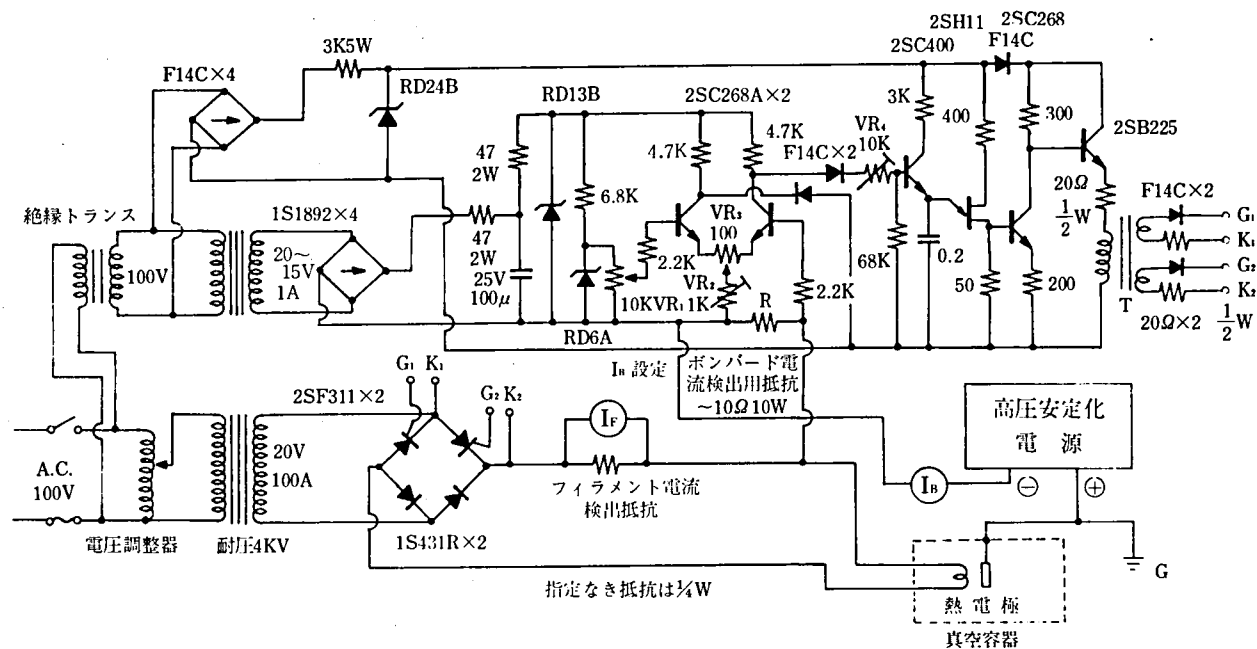 F14C×4
3K5W
RD24B
絶縁トランス
100V
1S1892×4
20~
15V
1A
47
2W
47
2W
25V
100μ
RD13B
6.8K
RD6A
10KVR₁
2.2K
2SC268A×2
4.7K
4.7K
VR₃
100
VR₂
1K
R
2.2K
F14C×2
VR₄
10K
68K
2SC400
3K
0.2
2SH11
400
50
2SC268
F14C
300
200
2SB225
20Ω
1/2 W
T
F14C×2
G₁
K₁
G₂
K₂
20Ω×2 1/2 W
I_B 設定
ボンバード電
流検出用抵抗
~10Ω 10W
A.C.
100V
電圧調整器
耐圧4KV
20V
100A
2SF311×2
G₁ K₁
G₂ K₂
1S431R×2
I_F
フィラメント電流
検出抵抗
I_B
高圧安定化
電源
⊖ ⊕
G
熱電極
真空容器
指定なき抵抗は¼W